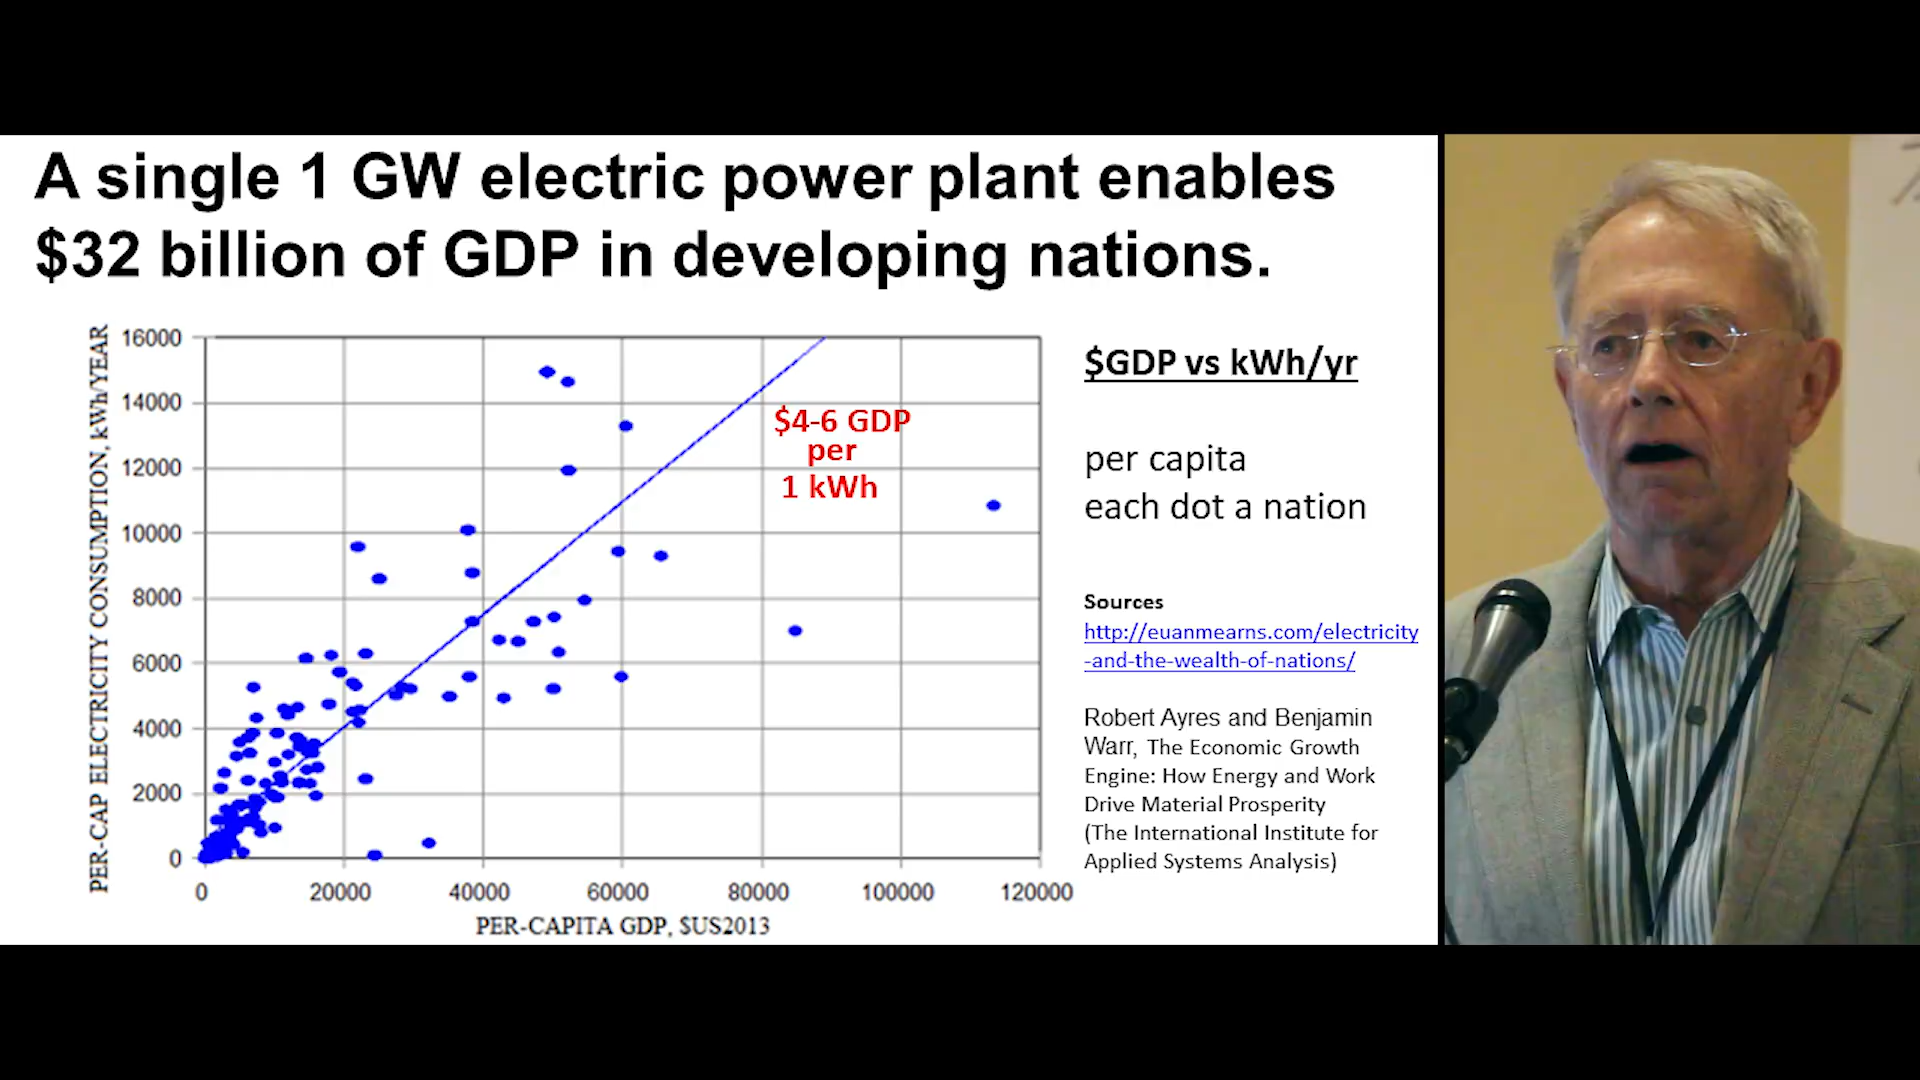 A single 1 GW electric power plant enables
$32 billion of GDP in developing nations.
PER-CAP ELECTRICITY CONSUMPTION, kWh/YEAR
16000
14000
12000
10000
8000
6000
4000
2000
0
0 20000 40000 60000 80000 100000 120000
PER-CAPITA GDP, $US2013
$4-6 GDP
per
1 kWh
$GDP vs kWh/yr
per capita
each dot a nation
Sources
http://euanmearns.com/electricity
-and-the-wealth-of-nations/
Robert Ayres and Benjamin
Warr, The Economic Growth
Engine: How Energy and Work
Drive Material Prosperity
(The International Institute for
Applied Systems Analysis)